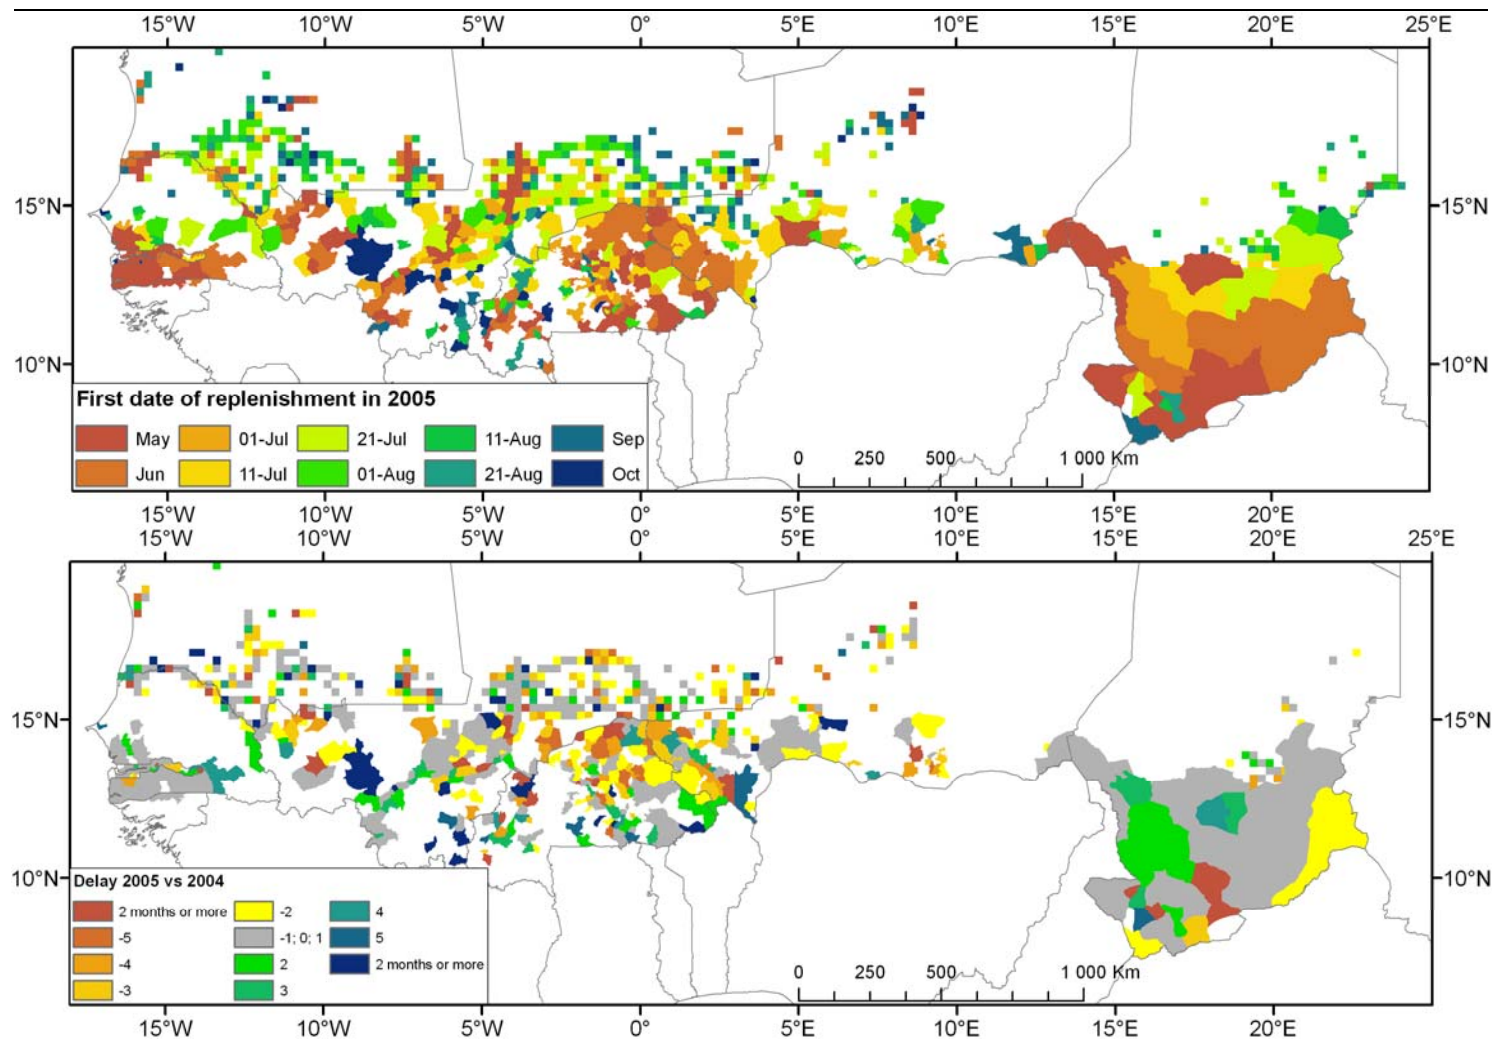 15°W 10°W 5°W 0° 5°E 10°E 15°E 20°E 25°E
15°N 15°N
10°N 10°N
First date of replenishment in 2005
May 01-Jul 21-Jul 11-Aug Sep
Jun 11-Jul 01-Aug 21-Aug Oct
0 250 500 1 000 Km
15°W 10°W 5°W 0° 5°E 10°E 15°E 20°E
15°W 10°W 5°W 0° 5°E 10°E 15°E 20°E 25°E
15°N 15°N
10°N 10°N
Delay 2005 vs 2004
2 months or more -2 4
-5 -1; 0; 1 5
-4 2 2 months or more
-3 3
0 250 500 1 000 Km
15°W 10°W 5°W 0° 5°E 10°E 15°E 20°E